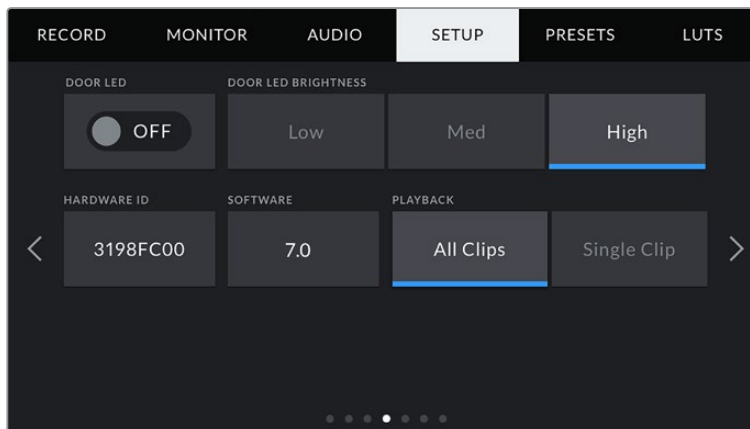 RECORD MONITOR AUDIO SETUP PRESETS LUTS
DOOR LED DOOR LED BRIGHTNESS
OFF Low Med High
HARDWARE ID SOFTWARE PLAYBACK
3198FC00 7.0 All Clips Single Clip